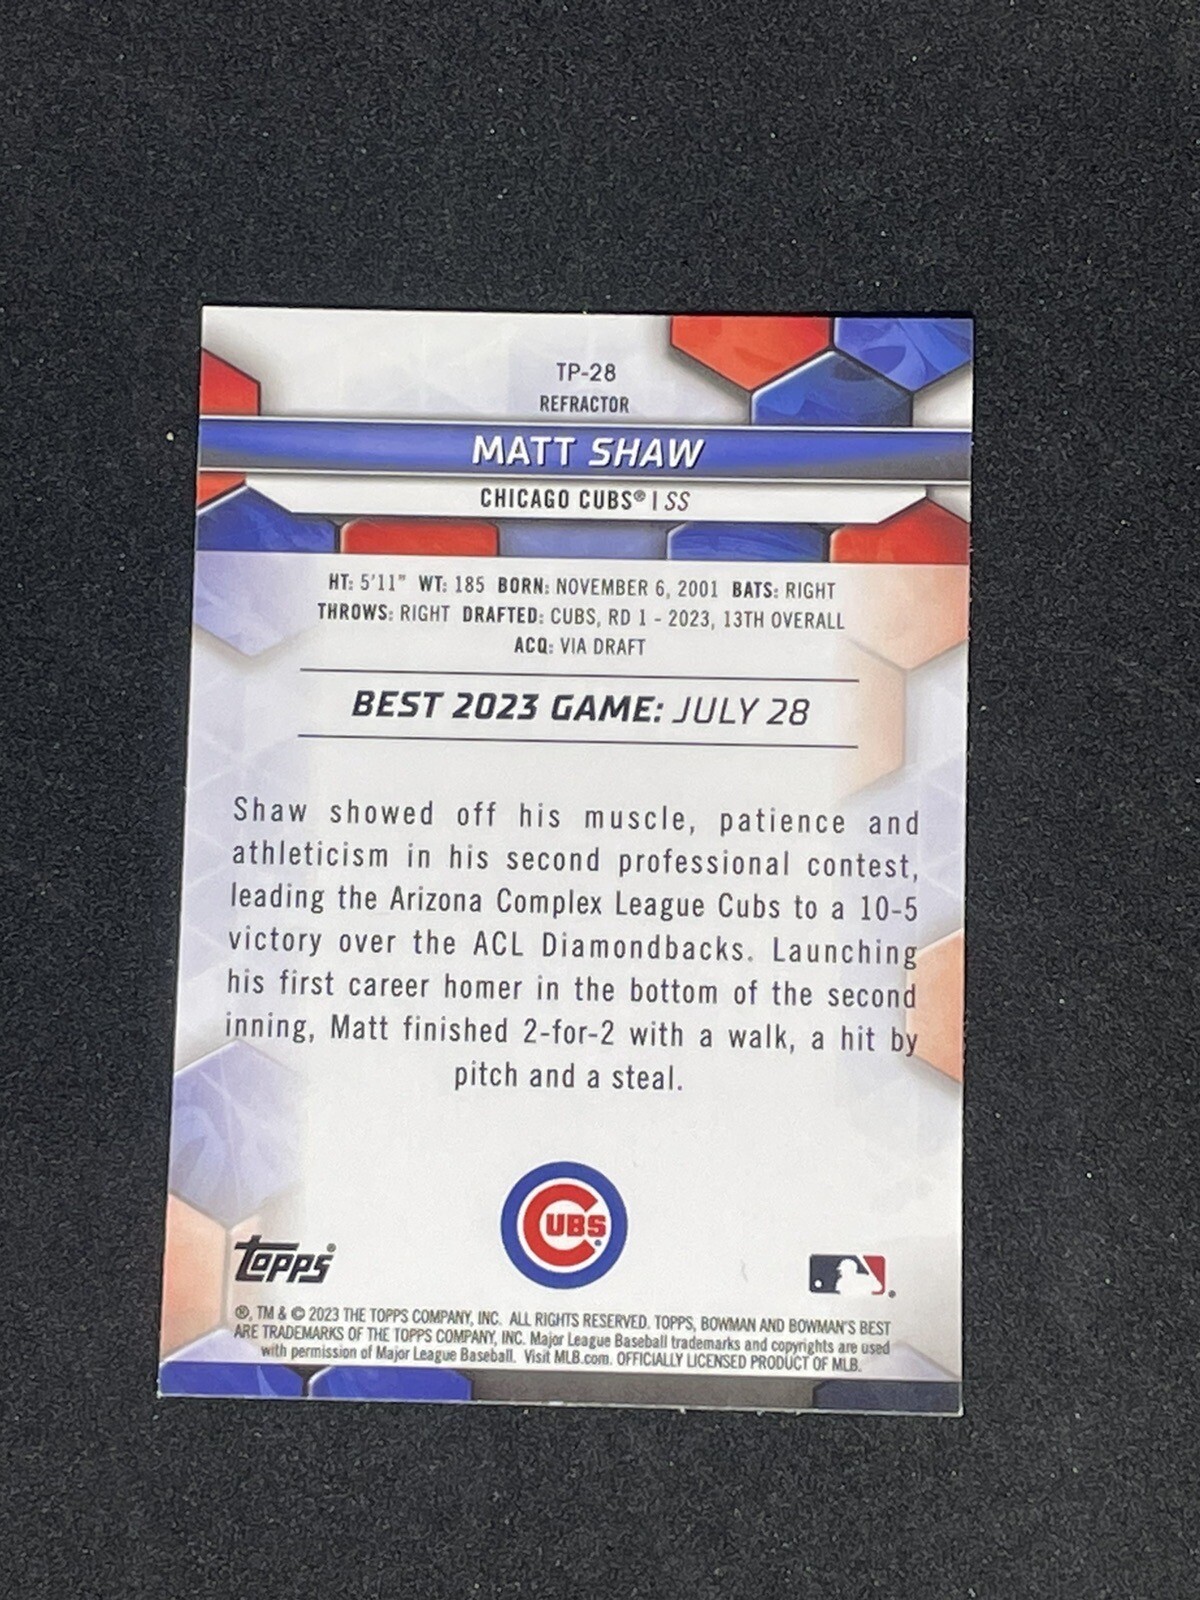 TP-28
REFRACTOR
MATT SHAW
CHICAGO CUBS® | SS
HT: 5'11" WT: 185 BORN: NOVEMBER 6, 2001 BATS: RIGHT
THROWS: RIGHT DRAFTED: CUBS, RD 1 - 2023, 13TH OVERALL
ACQ: VIA DRAFT
BEST 2023 GAME: JULY 28
Shaw showed off his muscle, patience and
athleticism in his second professional contest,
leading the Arizona Complex League Cubs to a 10-5
victory over the ACL Diamondbacks. Launching
his first career homer in the bottom of the second
inning, Matt finished 2-for-2 with a walk, a hit by
pitch and a steal.
CUBS®
Topps®
®, TM & © 2023 THE TOPPS COMPANY, INC. ALL RIGHTS RESERVED. TOPPS, BOWMAN AND BOWMAN'S BEST
ARE TRADEMARKS OF THE TOPPS COMPANY, INC. Major League Baseball trademarks and copyrights are used
with permission of Major League Baseball. Visit MLB.com. OFFICIALLY LICENSED PRODUCT OF MLB.